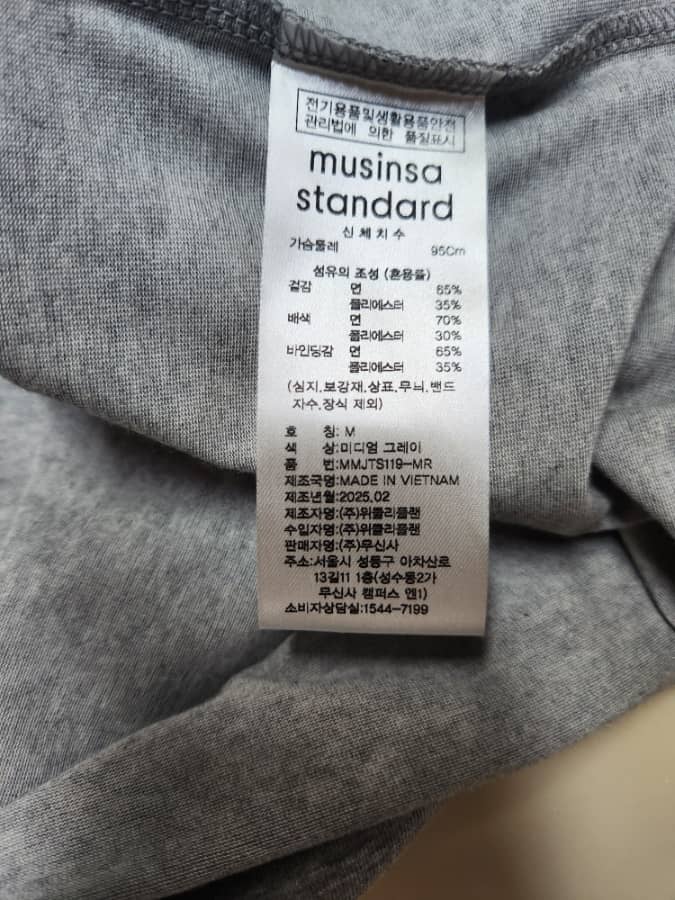 전기용품및생활용품안전
관리법에 의한 품질표시
musinsa
standard
신체치수
가슴둘레 95Cm
섬유의 조성 (혼용률)
겉감 면 65%
폴리에스터 35%
배색 면 70%
폴리에스터 30%
바인딩감 면 65%
폴리에스터 35%
(심지.보강재.상표.무늬.밴드
자수.장식 제외)
호 칭: M
색 상:미디엄 그레이
품 번:MMJTS119-MR
제조국명:MADE IN VIETNAM
제조년월:2025.02
제조자명:(주)위클리플랜
수입자명:(주)위클리플랜
판매자명:(주)무신사
주소:서울시 성동구 아차산로
13길11 1층(성수동2가
무신사 캠퍼스 엔1)
소비자상담실:1544-7199